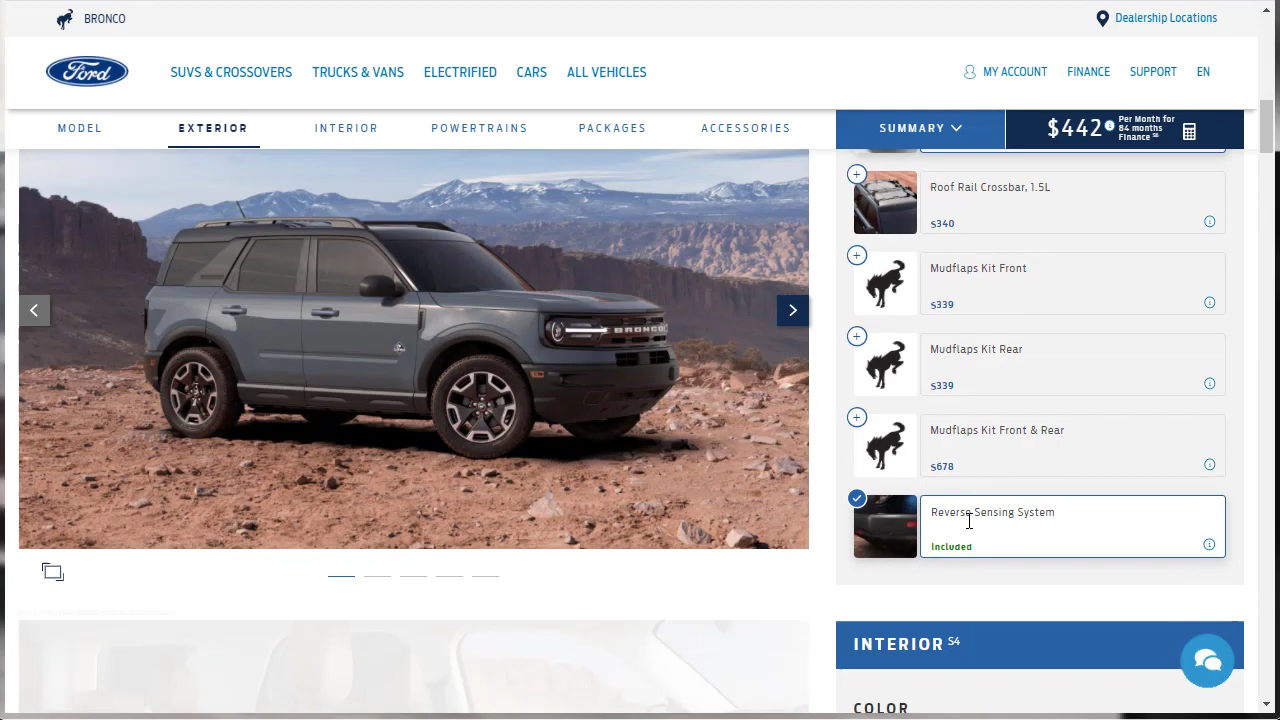 BRONCO
Dealership Locations
Ford
SUVS & CROSSOVERS
TRUCKS & VANS
ELECTRIFIED
CARS
ALL VEHICLES
MY ACCOUNT
FINANCE
SUPPORT
EN
MODEL
EXTERIOR
INTERIOR
POWERTRAINS
PACKAGES
ACCESSORIES
SUMMARY
$442
Per Month for
84 months
Finance
Roof Rail Crossbar, 1.5L
$340
Mudflaps Kit Front
$339
Mudflaps Kit Rear
$339
Mudflaps Kit Front & Rear
$678
Reverse Sensing System
Included
BRONCO
INTERIOR S4
COLOR